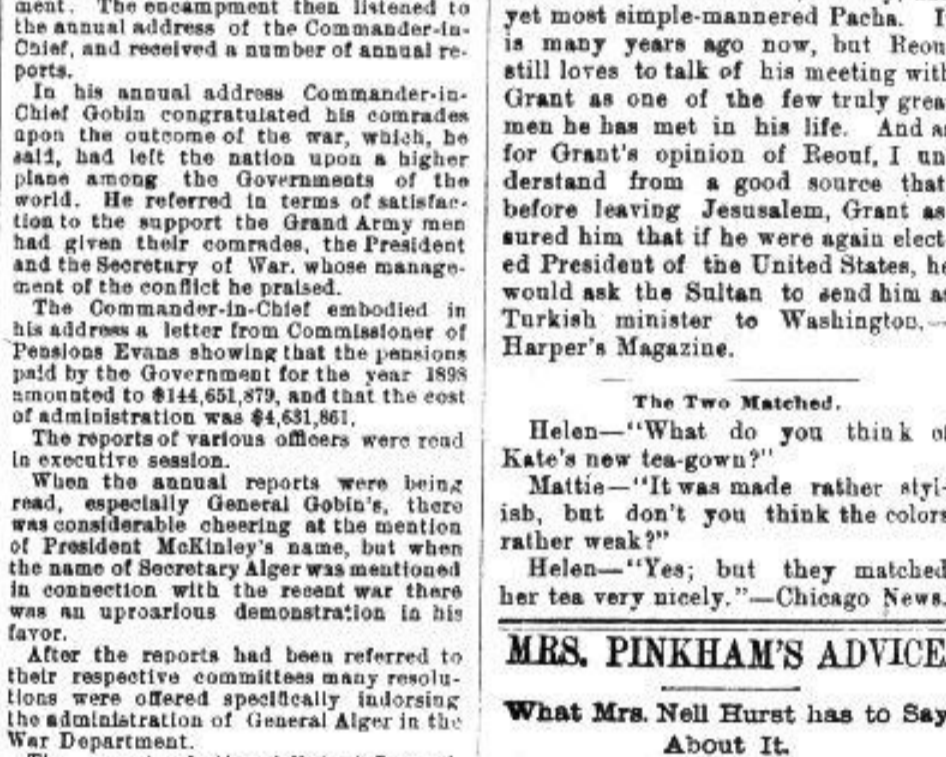 ment. The encampment then listened to
the annual address of the Commander-in-
Chief, and received a number of annual re-
ports.
In his annual address Commander-in-
Chief Gobin congratulated his comrades
upon the outcome of the war, which, he
said, had left the nation upon a higher
plane among the Governments of the
world. He referred in terms of satisfac-
tion to the support the Grand Army men
had given their comrades, the President
and the Secretary of War. whose manage-
ment of the conflict he praised.
The Commander-in-Chief embodied in
his address a letter from Commissioner of
Pensions Evans showing that the pensions
paid by the Government for the year 1898
amounted to $144,651,879, and that the cost
of administration was $4,631,861.
The reports of various officers were read
in executive session.
When the annual reports were being
read, especially General Gobin's, there
was considerable cheering at the mention
of President McKinley's name, but when
the name of Secretary Alger was mentioned
in connection with the recent war there
was an uproarious demonstration in his
favor.
After the reports had been referred to
their respective committees many resolu-
tions were offered specifically indorsing
the administration of General Alger in the
War Department.
yet most simple-mannered Pacha. I
is many years ago now, but Reou
still loves to talk of his meeting with
Grant as one of the few truly grea
men he has met in his life. And a
for Grant's opinion of Reouf, I un
derstand from a good source that
before leaving Jesusalem, Grant as
sured him that if he were again elect
ed President of the United States, he
would ask the Sultan to send him a
Turkish minister to Washington.—
Harper's Magazine.
The Two Matched.
Helen—"What do you think of
Kate's new tea-gown?"
Mattie—"It was made rather styl-
ish, but don't you think the colors
rather weak?"
Helen—"Yes; but they matched
her tea very nicely."—Chicago News.
MRS. PINKHAM'S ADVICE
What Mrs. Nell Hurst has to Say
About It.